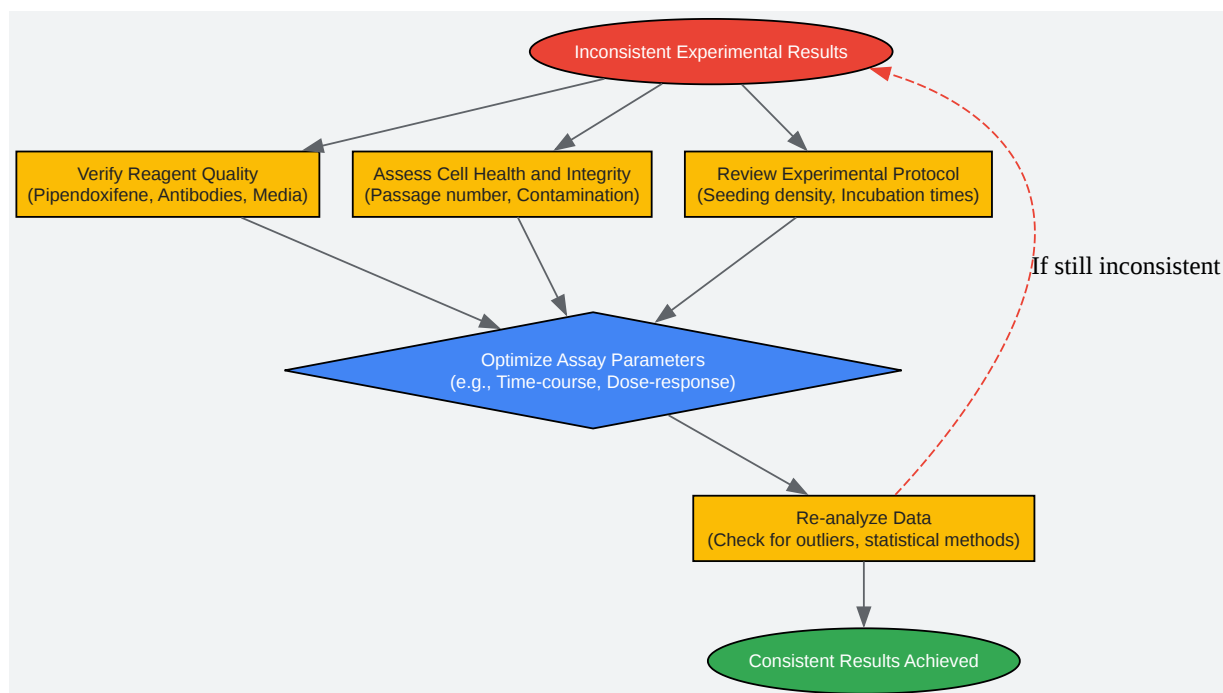 Inconsistent Experimental Results
Verify Reagent Quality
(Pipendoxifene, Antibodies, Media)
Assess Cell Health and Integrity
(Passage number, Contamination)
Review Experimental Protocol
(Seeding density, Incubation times)
If still inconsistent
Optimize Assay Parameters
(e.g., Time-course, Dose-response)
Re-analyze Data
(Check for outliers, statistical methods)
Consistent Results Achieved